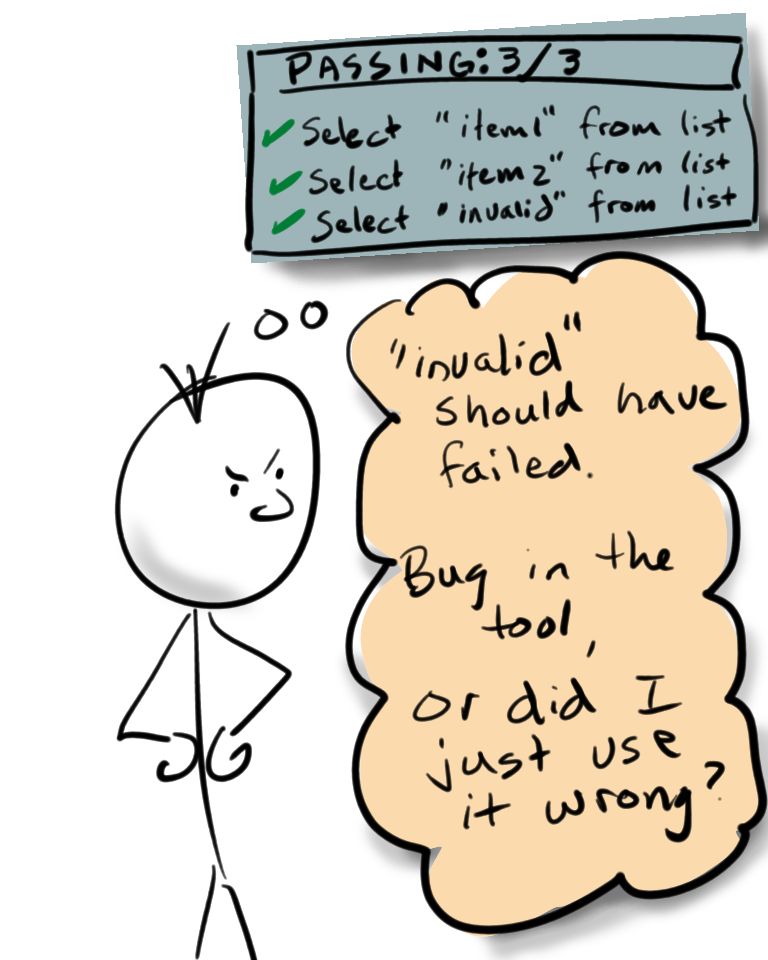 PASSING: 3/3
✔ Select "item1" from list
✔ Select "item2" from list
✔ Select "invalid" from list
"invalid"
should have
failed.
Bug in the
tool,
or did I
just use
it wrong?